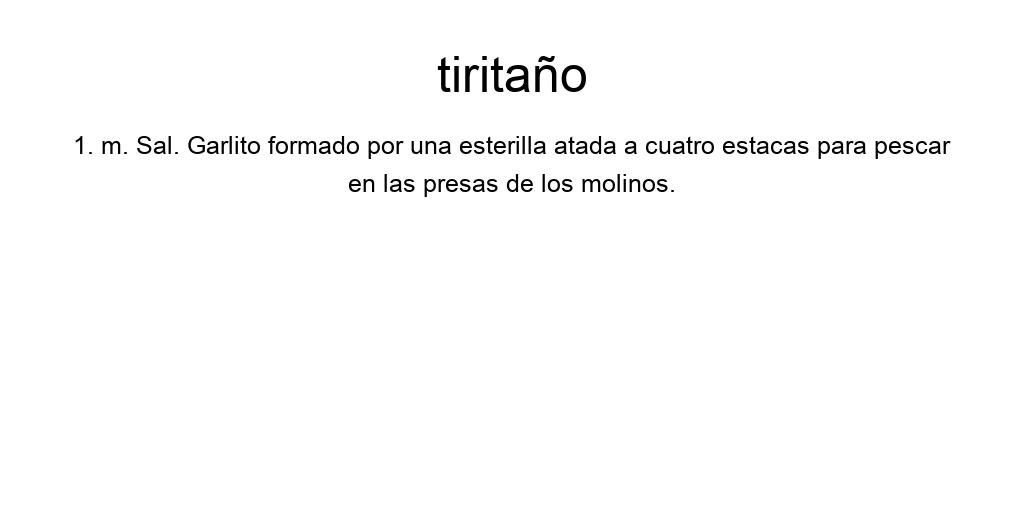 tiritaño
1. m. Sal. Garlito formado por una esterilla atada a cuatro estacas para pescar
en las presas de los molinos.